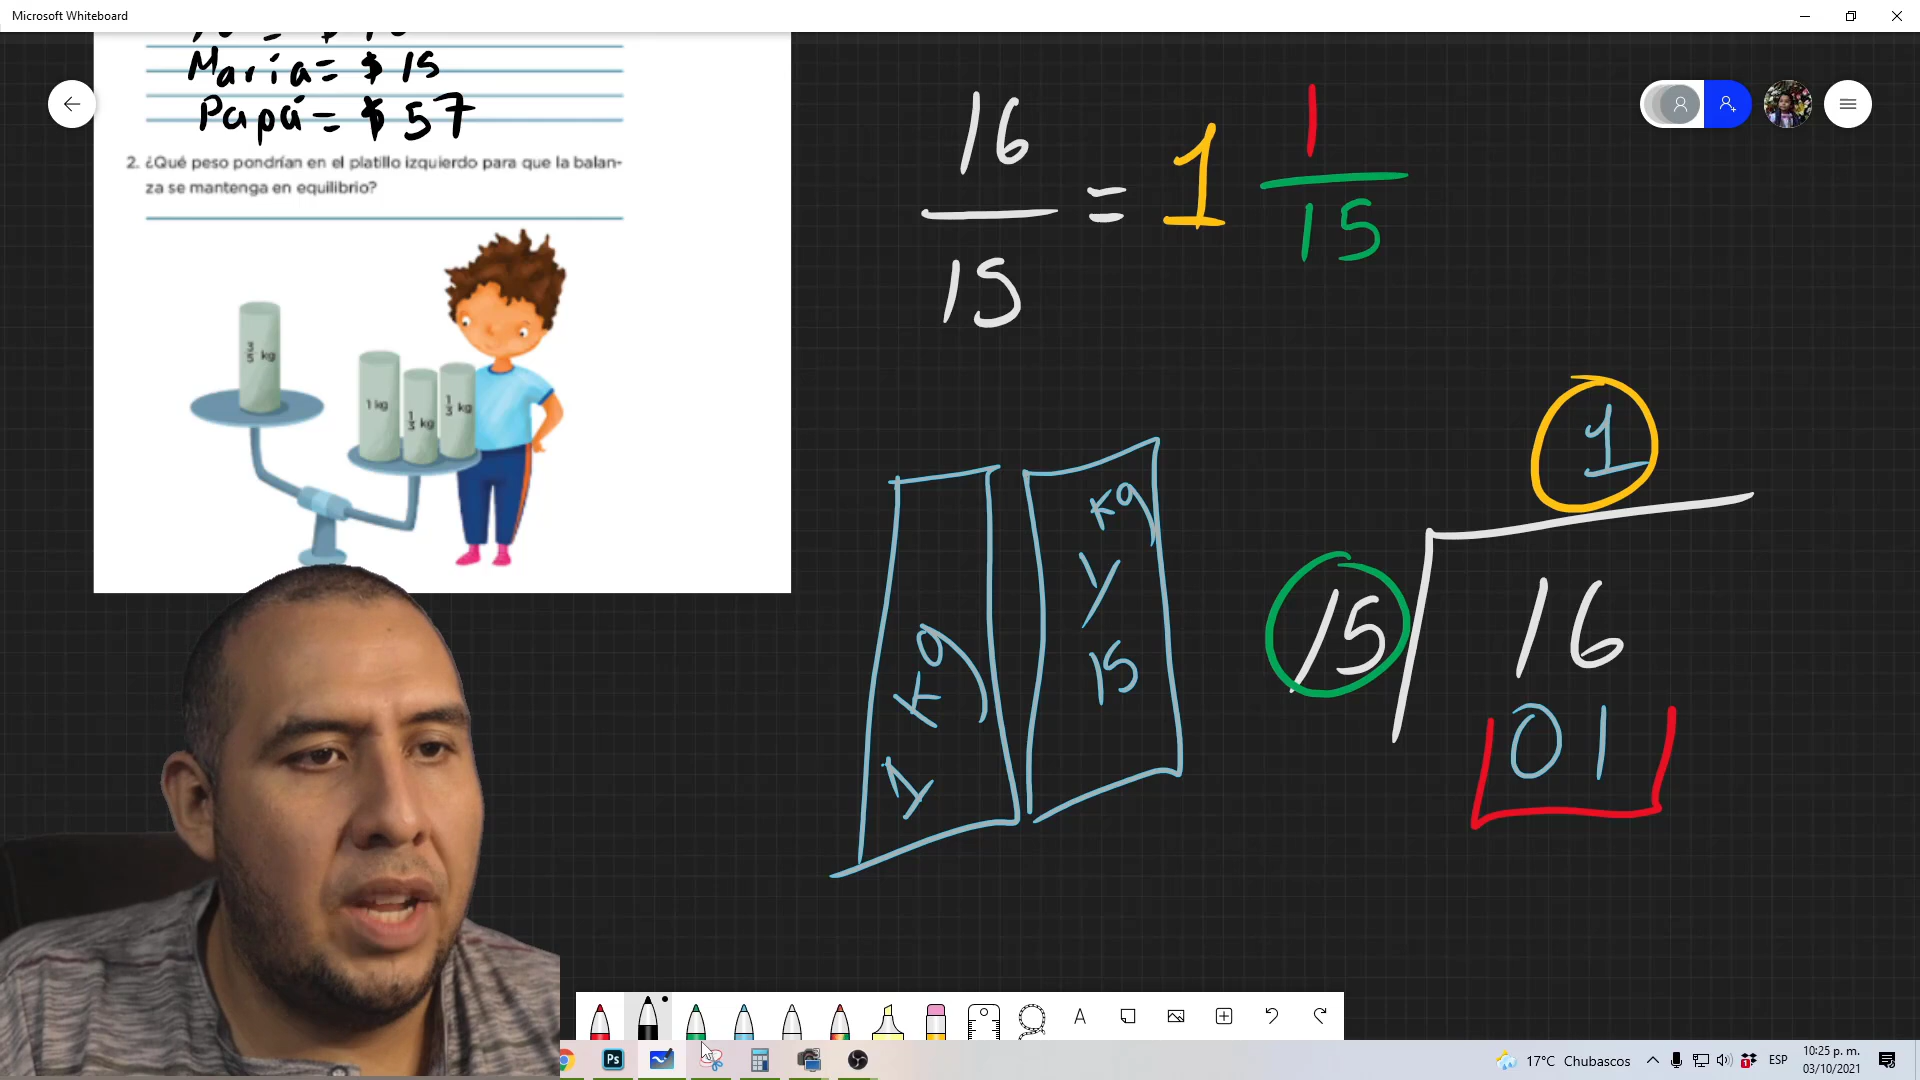 Microsoft Whiteboard
María = $ 15
Papá = $ 57
2. ¿Qué peso pondrían en el platillo izquierdo para que la balan-
za se mantenga en equilibrio?
3/5 kg
1 kg
1/3 kg
1/3 kg
16/15 = 1 1/15
1 kg
1/15 kg
1
15
16
01
A
Ps
17°C Chubascos
ESP
10:25 p. m.
03/10/2021